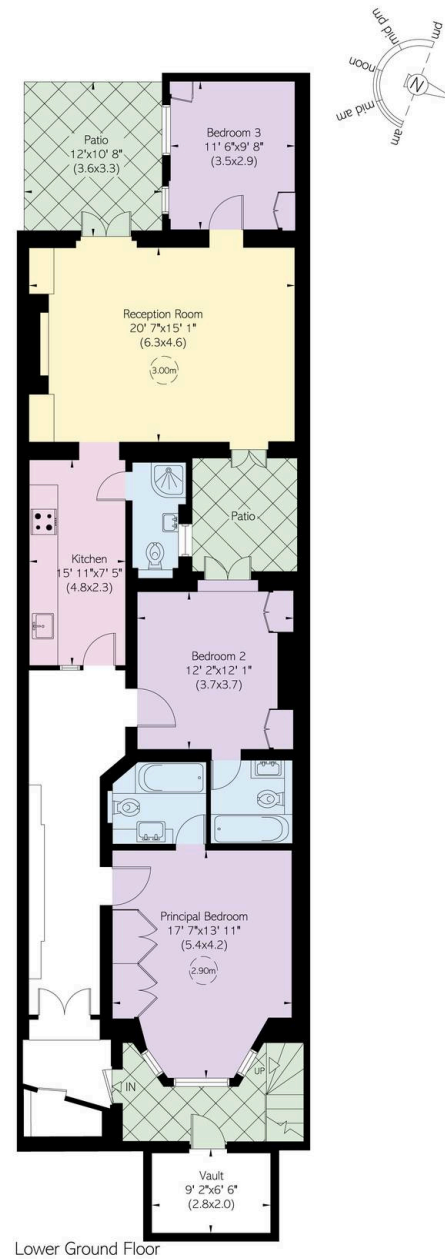 pm
mid pm
noon
mid am
am
N
Patio
12'x10' 8"
(3.6x3.3)
Bedroom 3
11' 6"x9' 8"
(3.5x2.9)
Reception Room
20' 7"x15' 1"
(6.3x4.6)
3.00m
Kitchen
15' 11"x7' 5"
(4.8x2.3)
Patio
Bedroom 2
12' 2"x12' 1"
(3.7x3.7)
Principal Bedroom
17' 7"x13' 11"
(5.4x4.2)
2.90m
UP
IN
Vault
9' 2"x6' 6"
(2.8x2.0)
Lower Ground Floor